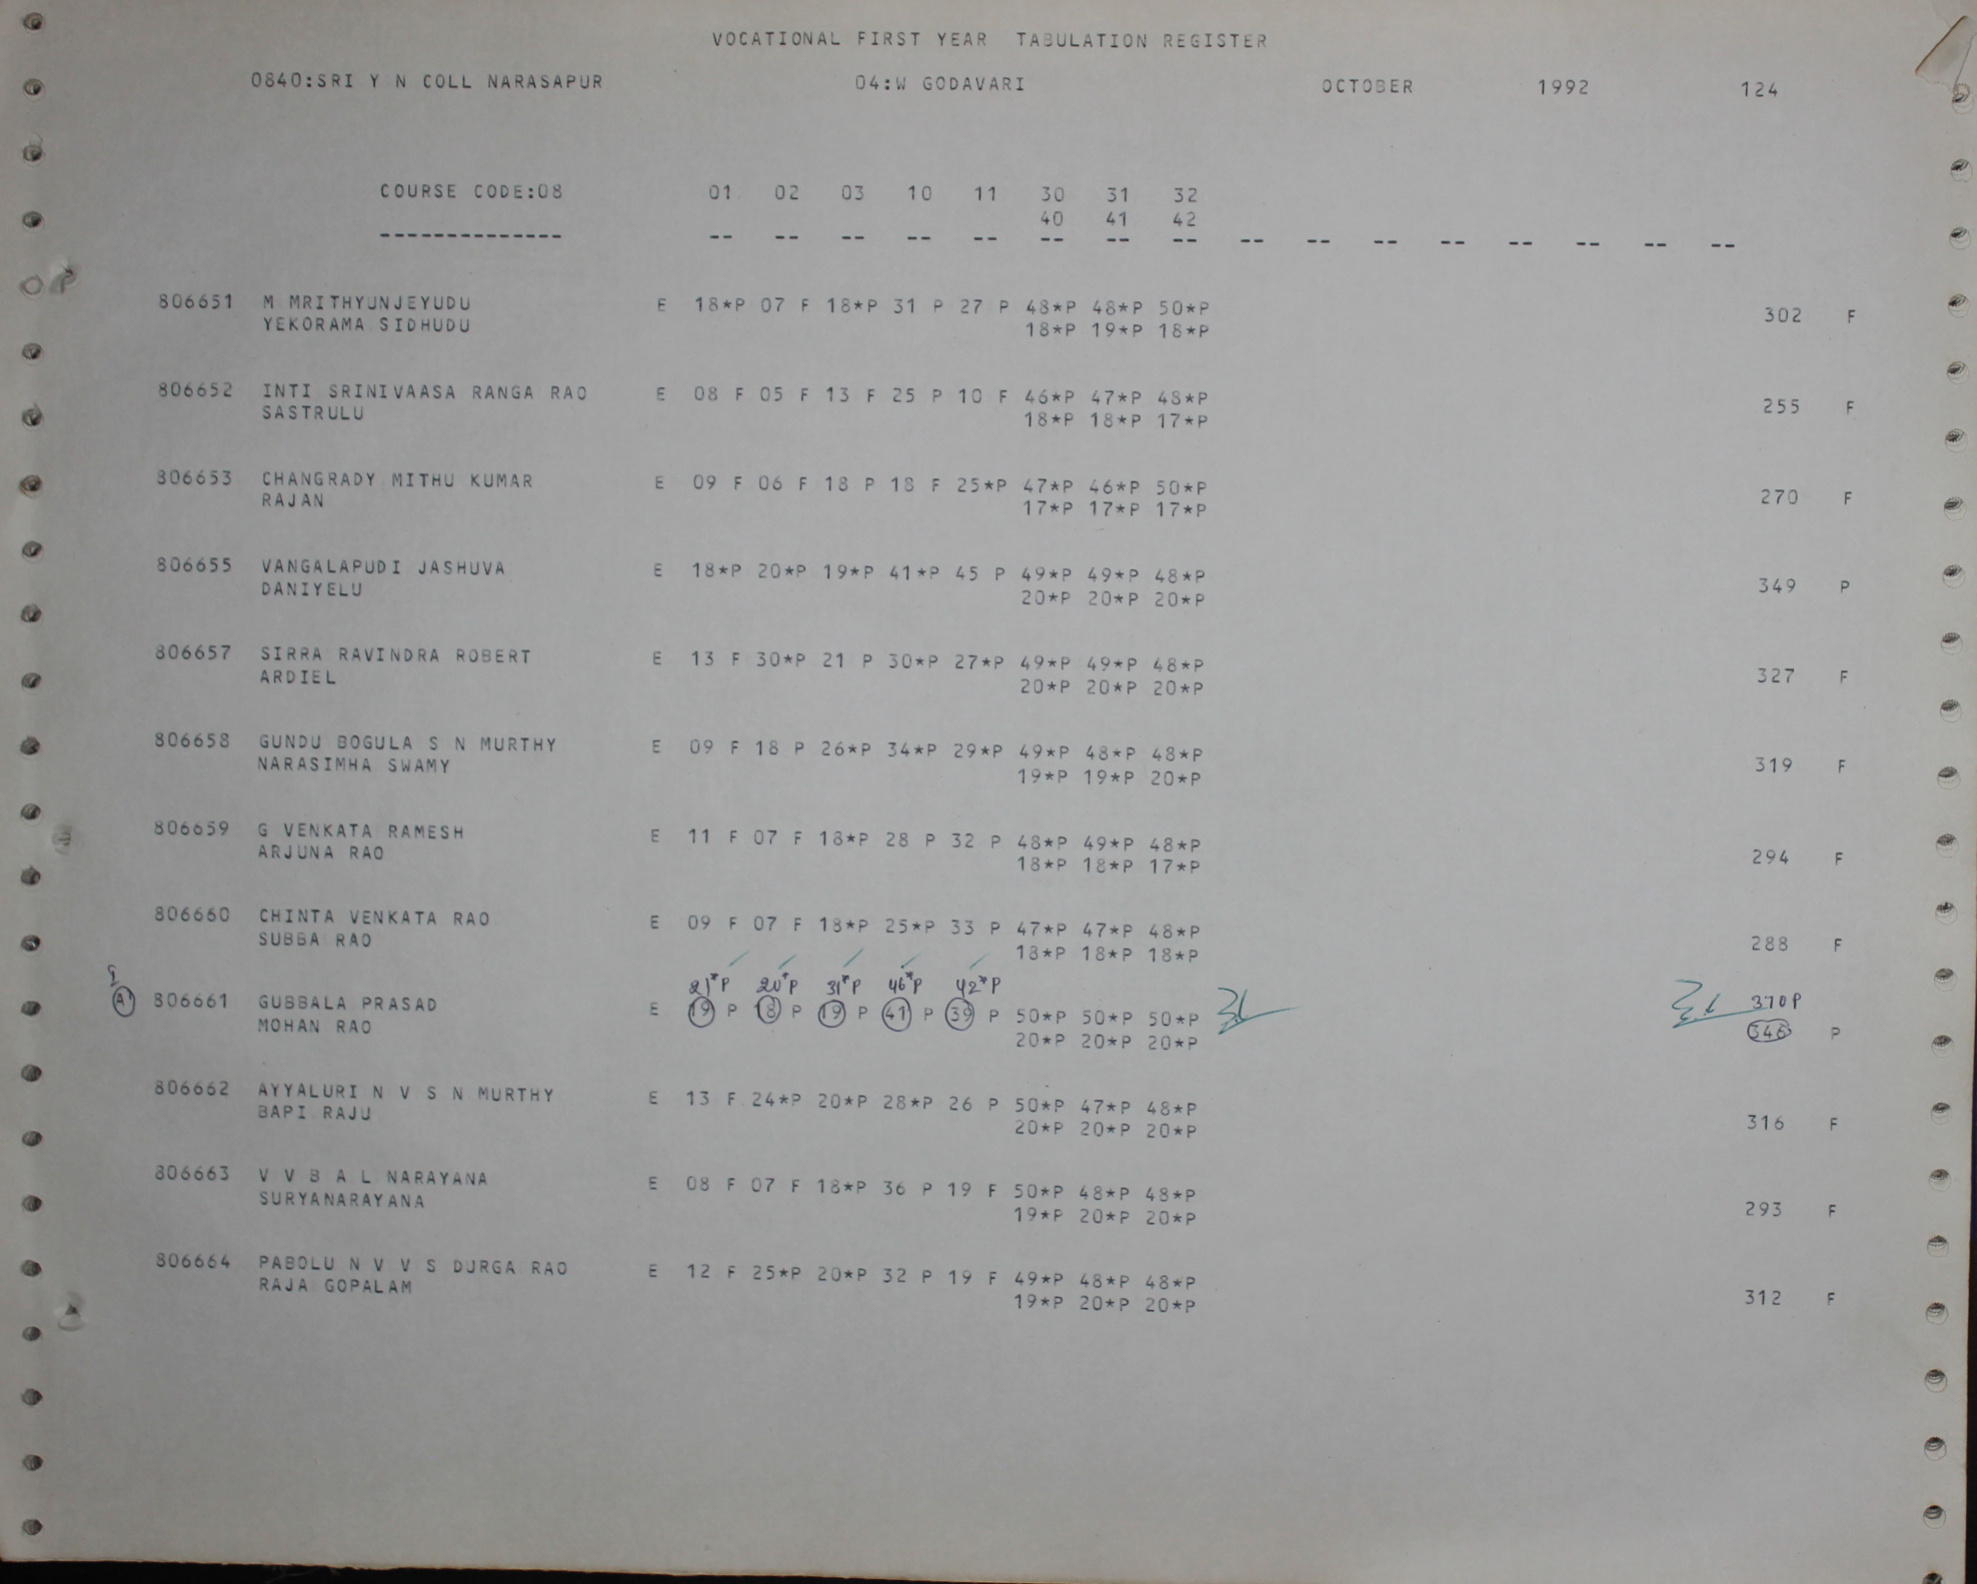 VOCATIONAL FIRST YEAR TABULATION REGISTER
0840:SRI Y N COLL NARASAPUR 04:W GODAVARI OCTOBER 1992 124
COURSE CODE:08 01 02 03 10 11 30 31 32
40 41 42
-------------- -- -- -- -- -- -- -- -- -- -- -- -- -- -- -- --
806651 M MRITHYUNJEYUDU E 18*P 07 F 18*P 31 P 27 P 48*P 48*P 50*P
YEKORAMA SIDHUDU 18*P 19*P 18*P 302 F
806652 INTI SRINIVAASA RANGA RAO E 08 F 05 F 13 F 25 P 10 F 46*P 47*P 48*P
SASTRULU 18*P 18*P 17*P 255 F
806653 CHANGRADY MITHU KUMAR E 09 F 06 F 18 P 18 F 25*P 47*P 46*P 50*P
RAJAN 17*P 17*P 17*P 270 F
806655 VANGALAPUDI JASHUVA E 18*P 20*P 19*P 41*P 45 P 49*P 49*P 48*P
DANIYELU 20*P 20*P 20*P 349 P
806657 SIRRA RAVINDRA ROBERT E 13 F 30*P 21 P 30*P 27*P 49*P 49*P 48*P
ARDIEL 20*P 20*P 20*P 327 F
806658 GUNDU BOGULA S N MURTHY E 09 F 18 P 26*P 34*P 29*P 49*P 48*P 48*P
NARASIMHA SWAMY 19*P 19*P 20*P 319 F
806659 G VENKATA RAMESH E 11 F 07 F 18*P 28 P 32 P 48*P 49*P 48*P
ARJUNA RAO 18*P 18*P 17*P 294 F
806660 CHINTA VENKATA RAO E 09 F 07 F 18*P 25*P 33 P 47*P 47*P 48*P
SUBBA RAO 18*P 18*P 18*P 288 F
21*P 20*P 31*P 46*P 42*P
A 806661 GUBBALA PRASAD E 19 P 18 P 19 P 41 P 39 P 50*P 50*P 50*P 370 P
MOHAN RAO 20*P 20*P 20*P 346 P
806662 AYYALURI N V S N MURTHY E 13 F 24*P 20*P 28*P 26 P 50*P 47*P 48*P
BAPI RAJU 20*P 20*P 20*P 316 F
806663 V V B A L NARAYANA E 08 F 07 F 18*P 36 P 19 F 50*P 48*P 48*P
SURYANARAYANA 19*P 20*P 20*P 293 F
806664 PABOLU N V V S DURGA RAO E 12 F 25*P 20*P 32 P 19 F 49*P 48*P 48*P
RAJA GOPALAM 19*P 20*P 20*P 312 F